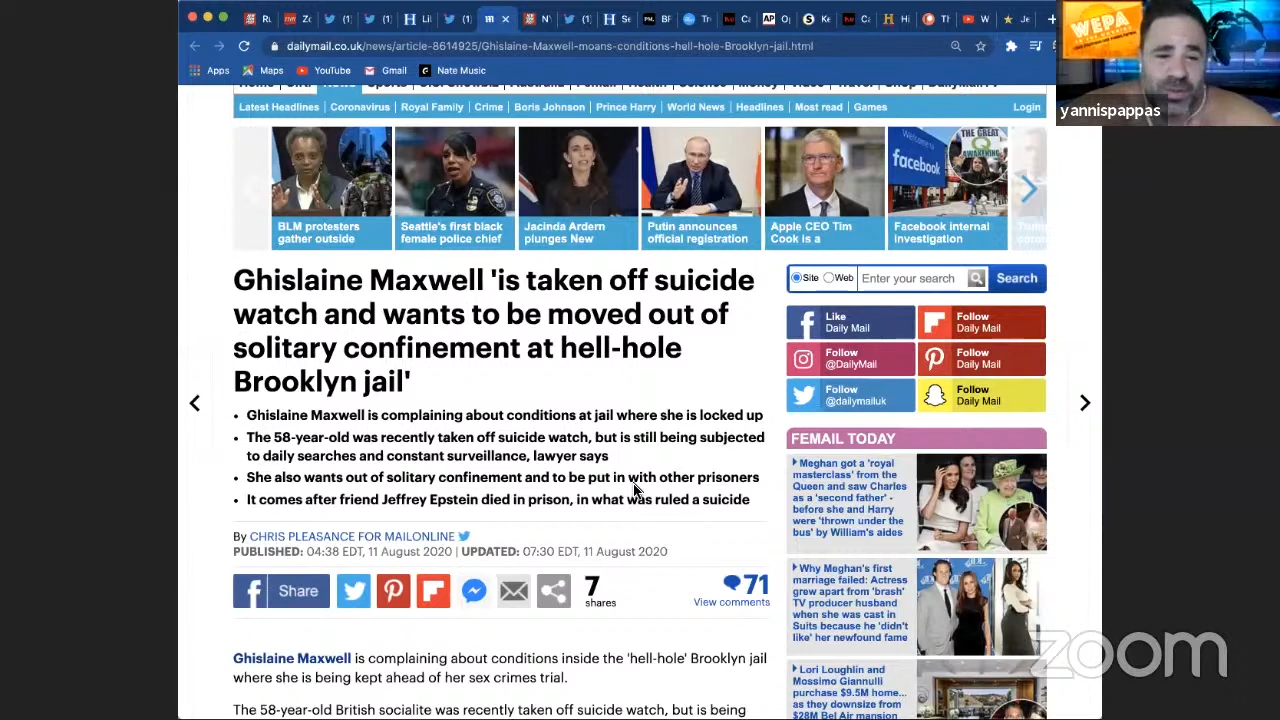 dailymail.co.uk/news/article-8614925/Ghislaine-Maxwell-moans-conditions-hell-hole-Brooklyn-jail.html
Apps
Maps
YouTube
Gmail
Nate Music
WEPA
yannispappas
Latest Headlines | Coronavirus | Royal Family | Crime | Boris Johnson | Prince Harry | World News | Headlines | Most read | Games
Login
Welcome to
facebook
THE GREAT
AWAKENING
BLM protesters
gather outside
Seattle's first black
female police chief
Jacinda Ardern
plunges New
Putin announces
official registration
Apple CEO Tim
Cook is a
Facebook internal
investigation
Ghislaine Maxwell 'is taken off suicide
watch and wants to be moved out of
solitary confinement at hell-hole
Brooklyn jail'
• Ghislaine Maxwell is complaining about conditions at jail where she is locked up
• The 58-year-old was recently taken off suicide watch, but is still being subjected
to daily searches and constant surveillance, lawyer says
• She also wants out of solitary confinement and to be put in with other prisoners
• It comes after friend Jeffrey Epstein died in prison, in what was ruled a suicide
By CHRIS PLEASANCE FOR MAILONLINE
PUBLISHED: 04:38 EDT, 11 August 2020 | UPDATED: 07:30 EDT, 11 August 2020
Share
7
shares
71
View comments
Ghislaine Maxwell is complaining about conditions inside the 'hell-hole' Brooklyn jail
where she is being kept ahead of her sex crimes trial.
The 58-year-old British socialite was recently taken off suicide watch, but is being
Site
Web
Enter your search
Search
Like
Daily Mail
Follow
Daily Mail
Follow
@DailyMail
Follow
Daily Mail
Follow
@dailymailuk
Follow
Daily Mail
FEMAIL TODAY
Meghan got a 'royal
masterclass' from the
Queen and saw Charles
as a 'second father' -
before she and Harry
were 'thrown under the
bus' by William's aides
Why Meghan's first
marriage failed: Actress
grew apart from 'brash'
TV producer husband
when she was cast in
Suits because he 'didn't
like' her newfound fame
Lori Loughlin and
Mossimo Giannulli
purchase $9.5M home...
as they downsize from
$28M Bel Air mansion
zoom